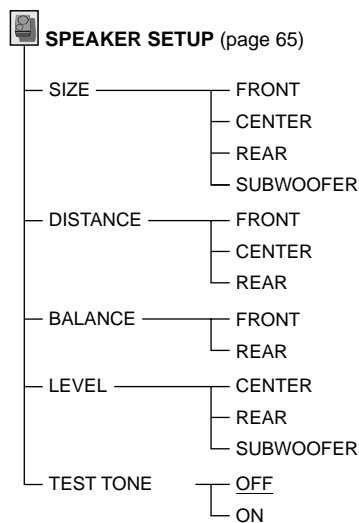 SPEAKER SETUP (page 65)
SIZE FRONT
CENTER
REAR
SUBWOOFER
DISTANCE FRONT
CENTER
REAR
BALANCE FRONT
REAR
LEVEL CENTER
REAR
SUBWOOFER
TEST TONE OFF
ON